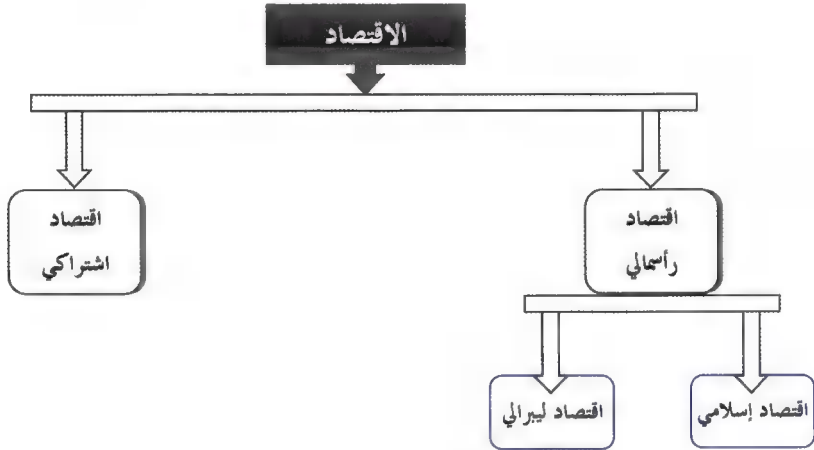 الاقتصاد
اقتصاد
رأسمالي
اقتصاد
اشتراكي
اقتصاد إسلامي
اقتصاد ليبرالي